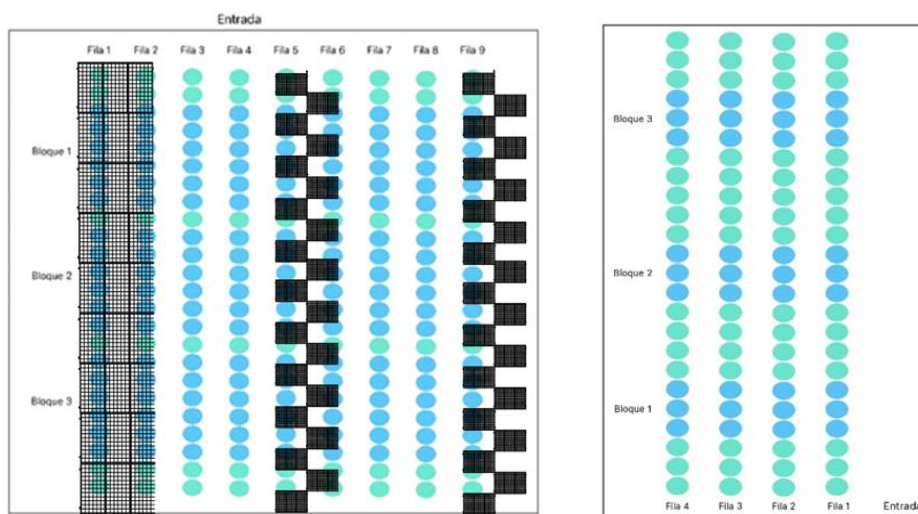 Entrada
Fila 1 Fila 2 Fila 3 Fila 4 Fila 5 Fila 6 Fila 7 Fila 8 Fila 9
Bloque 1
Bloque 2
Bloque 3
Bloque 3
Bloque 2
Bloque 1
Fila 4 Fila 3 Fila 2 Fila 1 Entrada